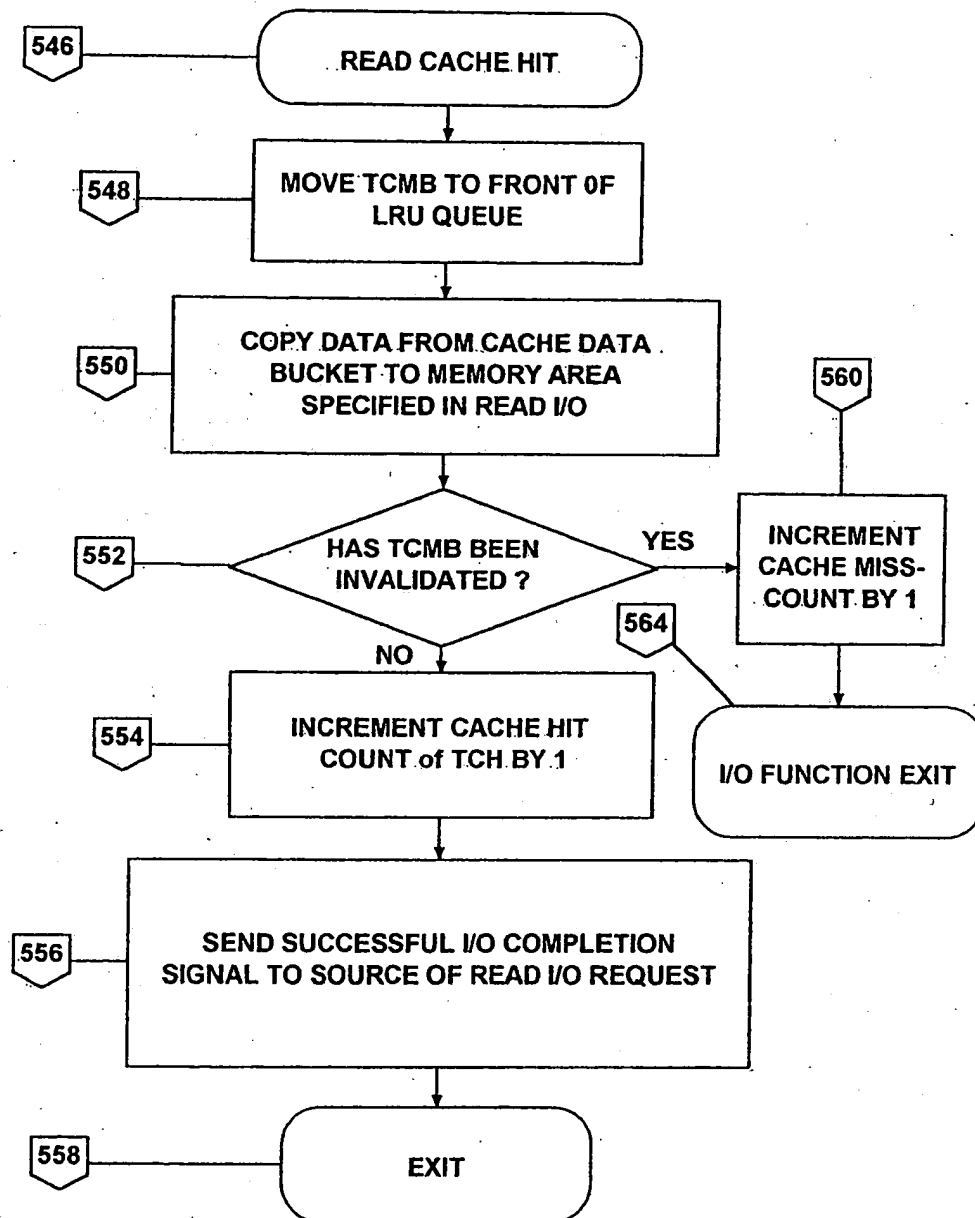 546
READ CACHE HIT
548
MOVE TCMB TO FRONT 0F
LRU QUEUE
550
COPY DATA FROM CACHE DATA
BUCKET TO MEMORY AREA
SPECIFIED IN READ I/O
560
552
HAS TCMB BEEN
INVALIDATED ?
YES
INCREMENT
CACHE MISS-
COUNT BY 1
NO
564
554
INCREMENT CACHE HIT
COUNT of TCH BY 1
I/O FUNCTION EXIT
556
SEND SUCCESSFUL I/O COMPLETION
SIGNAL TO SOURCE OF READ I/O REQUEST
558
EXIT